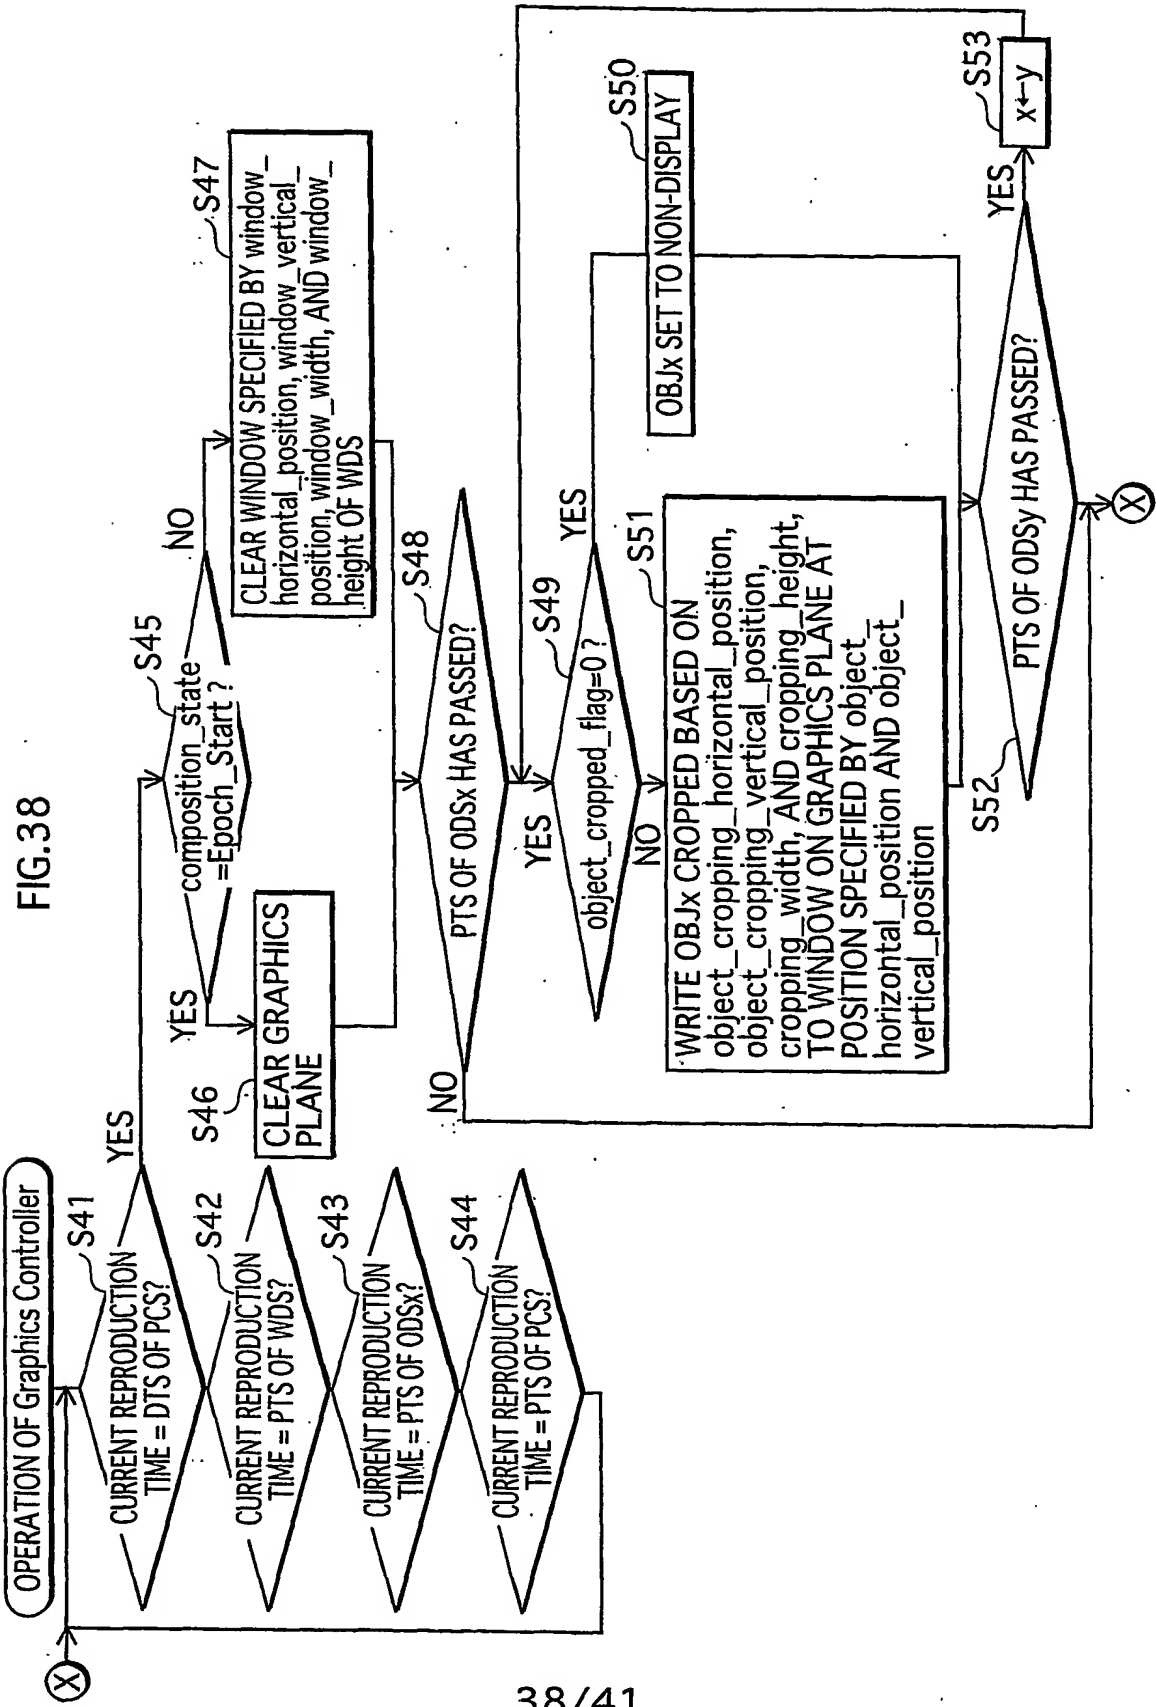 FIG.38
OPERATION OF Graphics Controller
X
S41
CURRENT REPRODUCTION
TIME = DTS OF PCS?
YES
S42
CURRENT REPRODUCTION
TIME = PTS OF WDS?
S43
CURRENT REPRODUCTION
TIME = PTS OF ODSx?
S44
CURRENT REPRODUCTION
TIME = PTS OF PCS?
S45
composition_state
=Epoch_Start ?
YES
NO
S46
CLEAR GRAPHICS
PLANE
S47
CLEAR WINDOW SPECIFIED BY window_
horizontal_position, window_vertical_
position, window_width, AND window_
height OF WDS
S48
PTS OF ODSx HAS PASSED?
NO
YES
S49
object_cropped_flag=0 ?
YES
NO
S50
OBJx SET TO NON-DISPLAY
S51
WRITE OBJx CROPPED BASED ON
object_cropping_horizontal_position,
object_cropping_vertical_position,
cropping_width, AND cropping_height,
TO WINDOW ON GRAPHICS PLANE AT
POSITION SPECIFIED BY object_
horizontal_position AND object_
vertical_position
S52
PTS OF ODSy HAS PASSED?
YES
S53
x←y
X
38/41